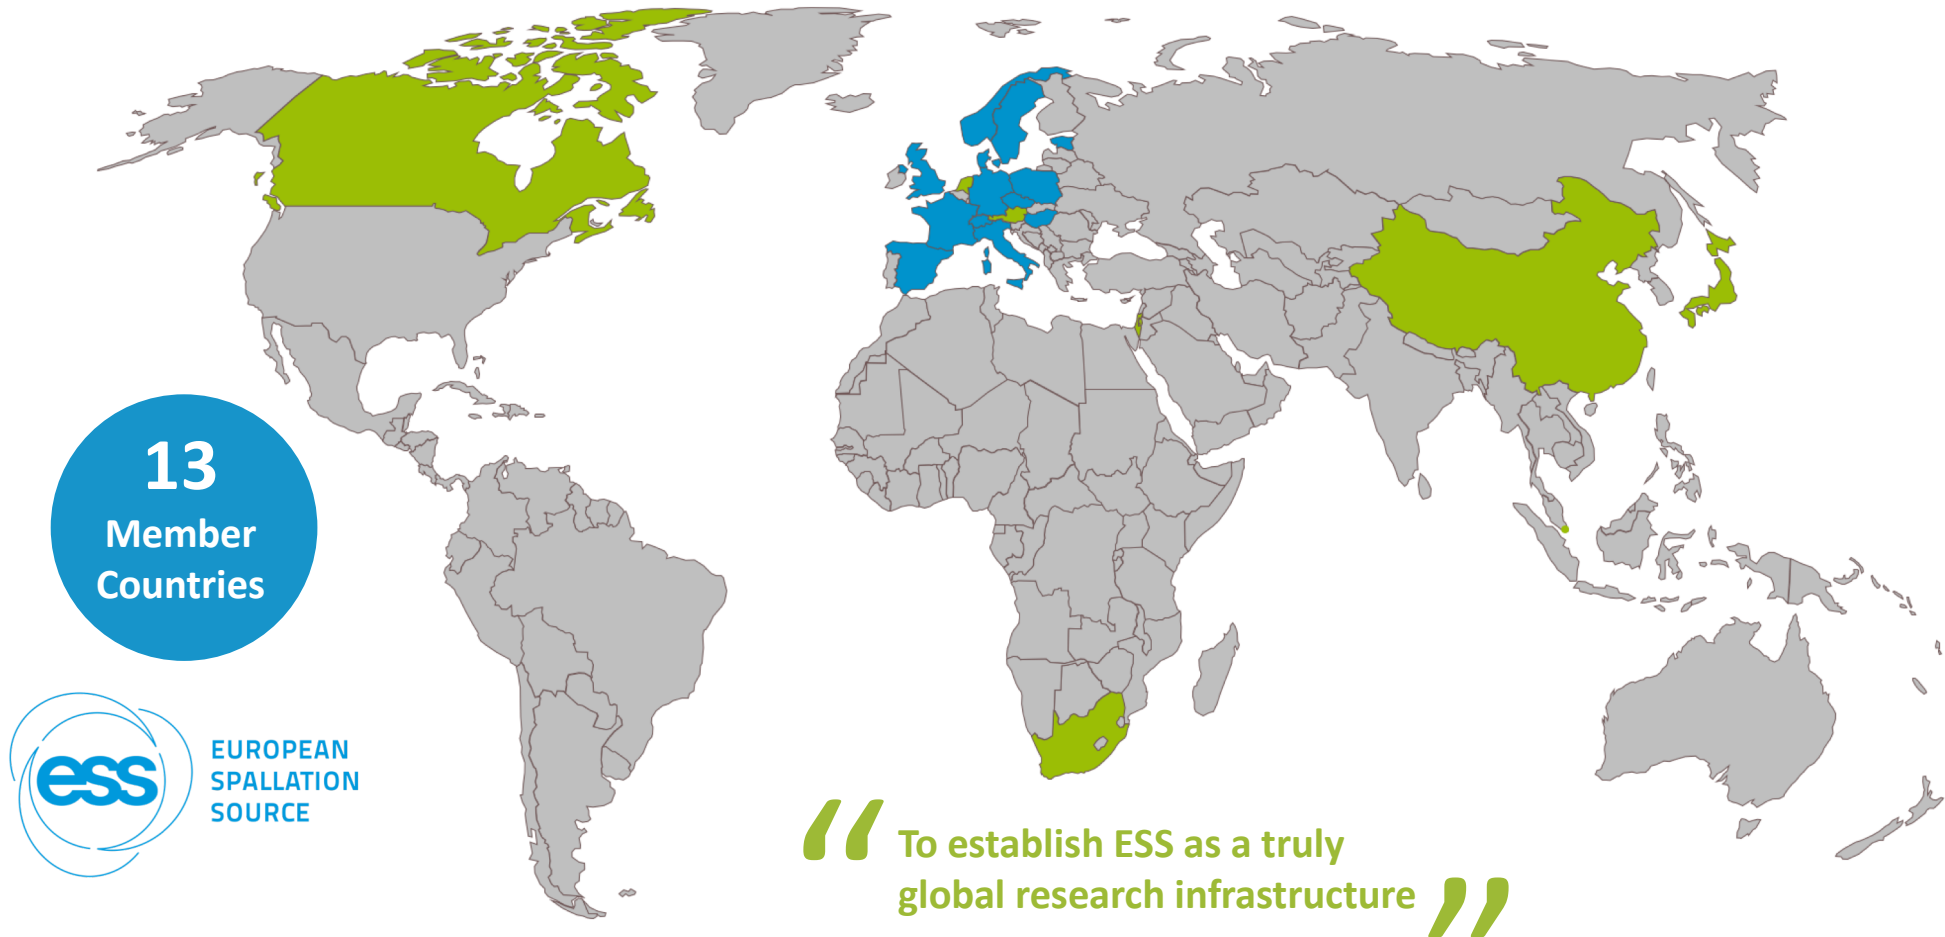 13
Member
Countries
ess
EUROPEAN
SPALLATION
SOURCE
“ To establish ESS as a truly
global research infrastructure ”